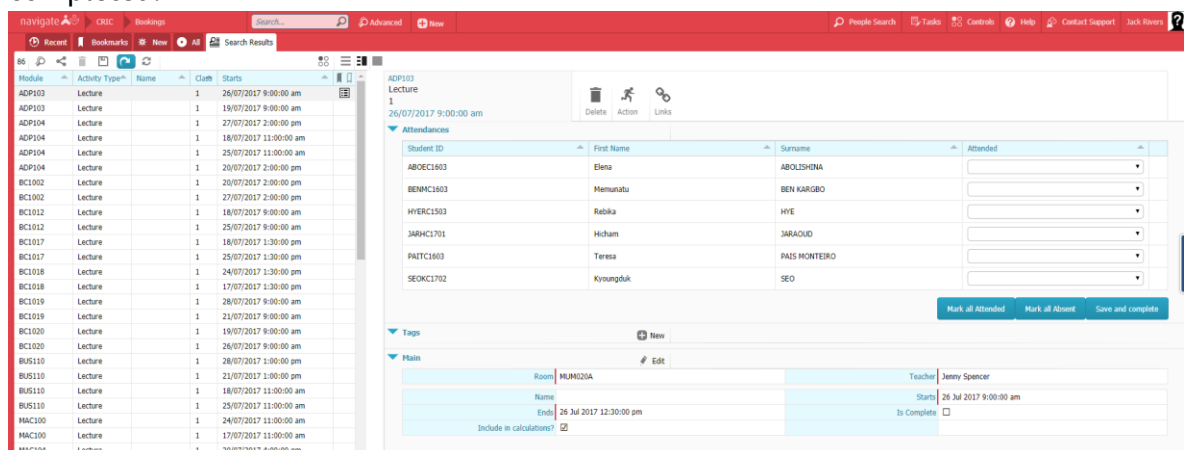 navigate CRIC Bookings Search... Advanced New People Search Tasks Controls Help Contact Support Jack Rivers
Recent Bookmarks New All Search Results
86
Module Activity Type Name Class Starts
ADP103 Lecture 1 26/07/2017 9:00:00 am
ADP103 Lecture 1 19/07/2017 9:00:00 am
ADP104 Lecture 1 27/07/2017 2:00:00 pm
ADP104 Lecture 1 18/07/2017 11:00:00 am
ADP104 Lecture 1 25/07/2017 11:00:00 am
ADP104 Lecture 1 20/07/2017 2:00:00 pm
BC1002 Lecture 1 20/07/2017 2:00:00 pm
BC1002 Lecture 1 27/07/2017 2:00:00 pm
BC1012 Lecture 1 18/07/2017 9:00:00 am
BC1012 Lecture 1 25/07/2017 9:00:00 am
BC1017 Lecture 1 18/07/2017 1:30:00 pm
BC1017 Lecture 1 25/07/2017 1:30:00 pm
BC1018 Lecture 1 24/07/2017 1:30:00 pm
BC1018 Lecture 1 17/07/2017 1:30:00 pm
BC1019 Lecture 1 28/07/2017 9:00:00 am
BC1019 Lecture 1 21/07/2017 9:00:00 am
BC1020 Lecture 1 19/07/2017 9:00:00 am
BC1020 Lecture 1 26/07/2017 9:00:00 am
BUS110 Lecture 1 28/07/2017 1:00:00 pm
BUS110 Lecture 1 21/07/2017 1:00:00 pm
BUS110 Lecture 1 18/07/2017 11:00:00 am
BUS110 Lecture 1 25/07/2017 11:00:00 am
MAC100 Lecture 1 24/07/2017 11:00:00 am
MAC100 Lecture 1 17/07/2017 11:00:00 am
ADP103
Lecture
1
26/07/2017 9:00:00 am
Delete Action Links
Attendances
Student ID First Name Surname Attended
ABOEC1603 Elena ABOLISHINA
BENMC1603 Memunatu BEN KARGBO
HYERC1503 Rebika HYE
JARHC1701 Hicham JARAOUD
PAITC1603 Teresa PAIS MONTEIRO
SEOKC1702 Kyoungduk SEO
Mark all Attended Mark all Absent Save and complete
Tags New
Main Edit
Room MUM020A Teacher Jenny Spencer
Name Starts 26 Jul 2017 9:00:00 am
Ends 26 Jul 2017 12:30:00 pm Is Complete
Include in calculations?